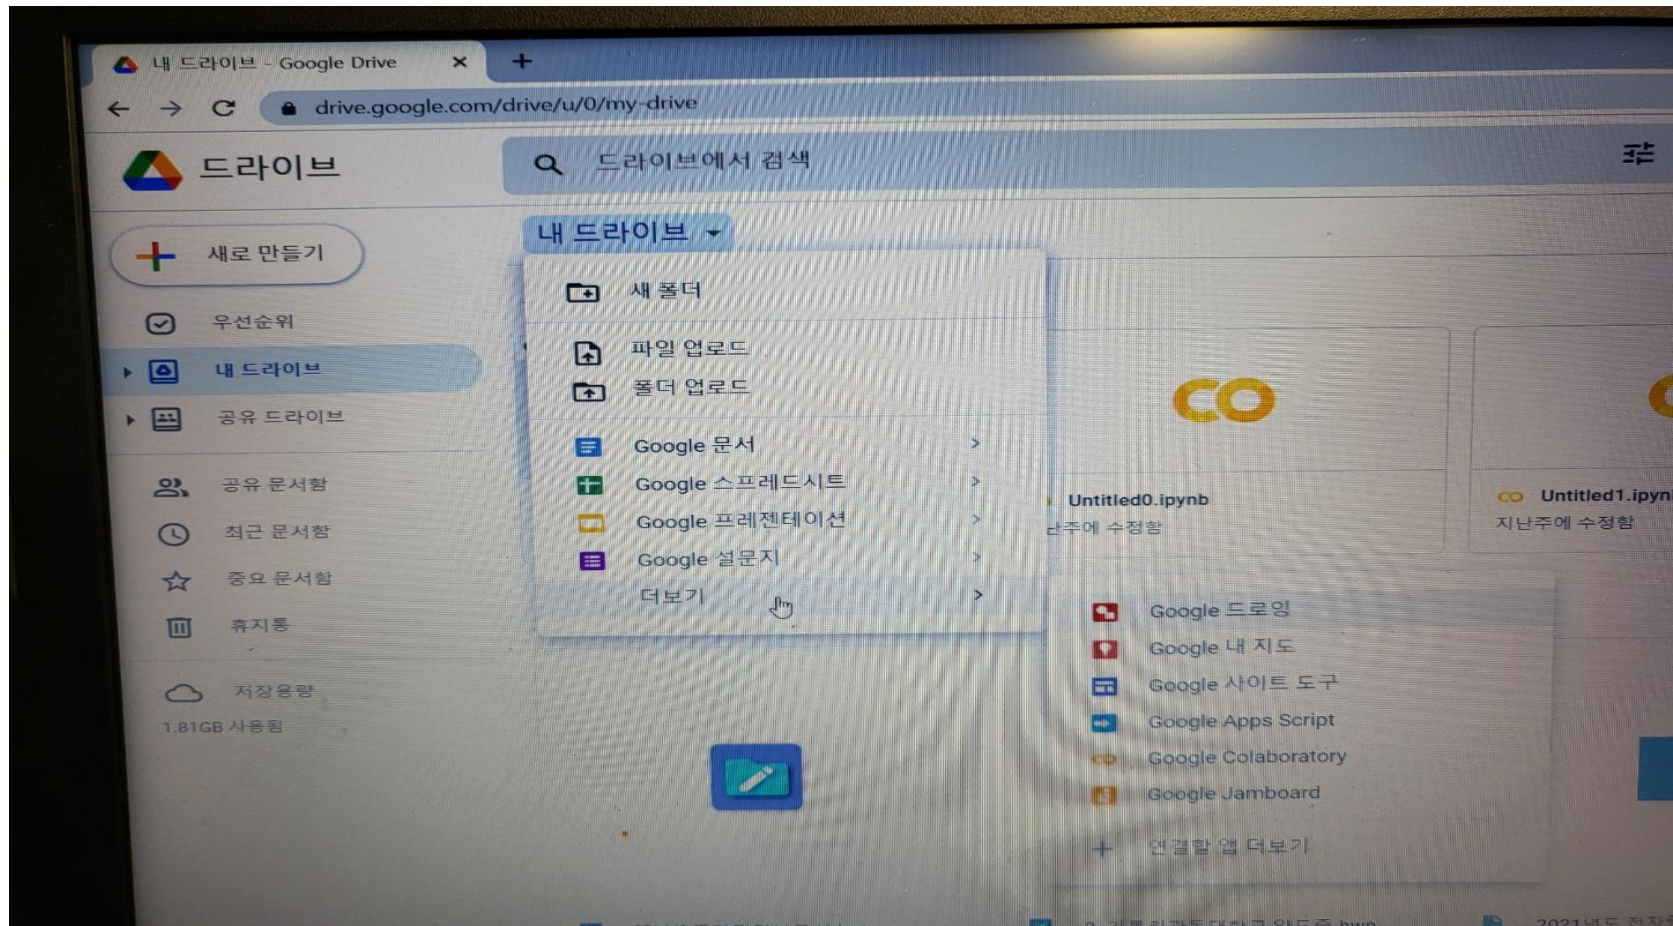 내 드라이브 - Google Drive
drive.google.com/drive/u/0/my-drive
드라이브
드라이브에서 검색
새로 만들기
우선순위
내 드라이브
공유 드라이브
공유 문서함
최근 문서함
중요 문서함
휴지통
저장용량
1.81GB 사용됨
내 드라이브
새 폴더
파일 업로드
폴더 업로드
Google 문서
Google 스프레드시트
Google 프레젠테이션
Google 설문지
더보기
Google 드로잉
Google 내 지도
Google 사이트 도구
Google Apps Script
Google Colaboratory
Google Jamboard
연결할 앱 더보기
CO
Untitled0.ipynb
난주에 수정함
Untitled1.ipyn
지난주에 수정함